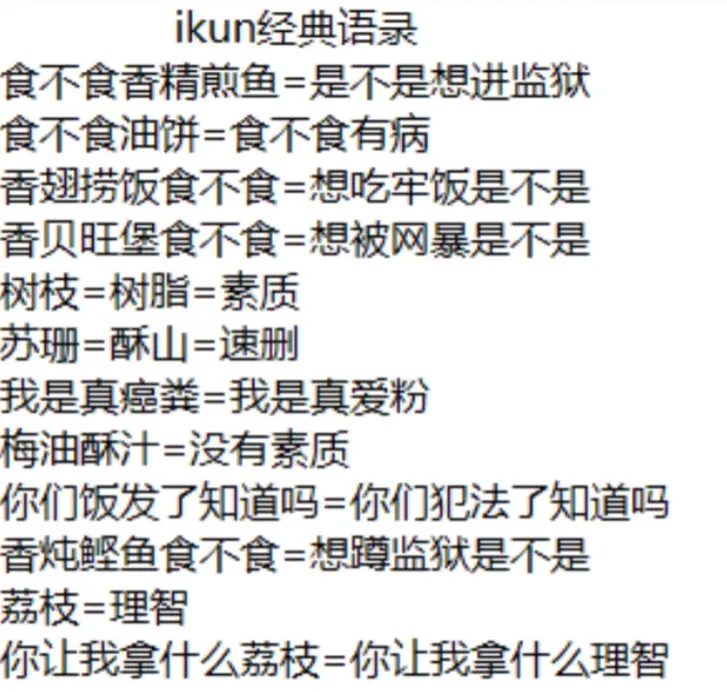 ikun经典语录
食不食香精煎鱼=是不是想进监狱
食不食油饼=食不食有病
香翅捞饭食不食=想吃牢饭是不是
香贝旺堡食不食=想被网暴是不是
树枝=树脂=素质
苏珊=酥山=速删
我是真癌粪=我是真爱粉
梅油酥汁=没有素质
你们饭发了知道吗=你们犯法了知道吗
香炖鲣鱼食不食=想蹲监狱是不是
荔枝=理智
你让我拿什么荔枝=你让我拿什么理智